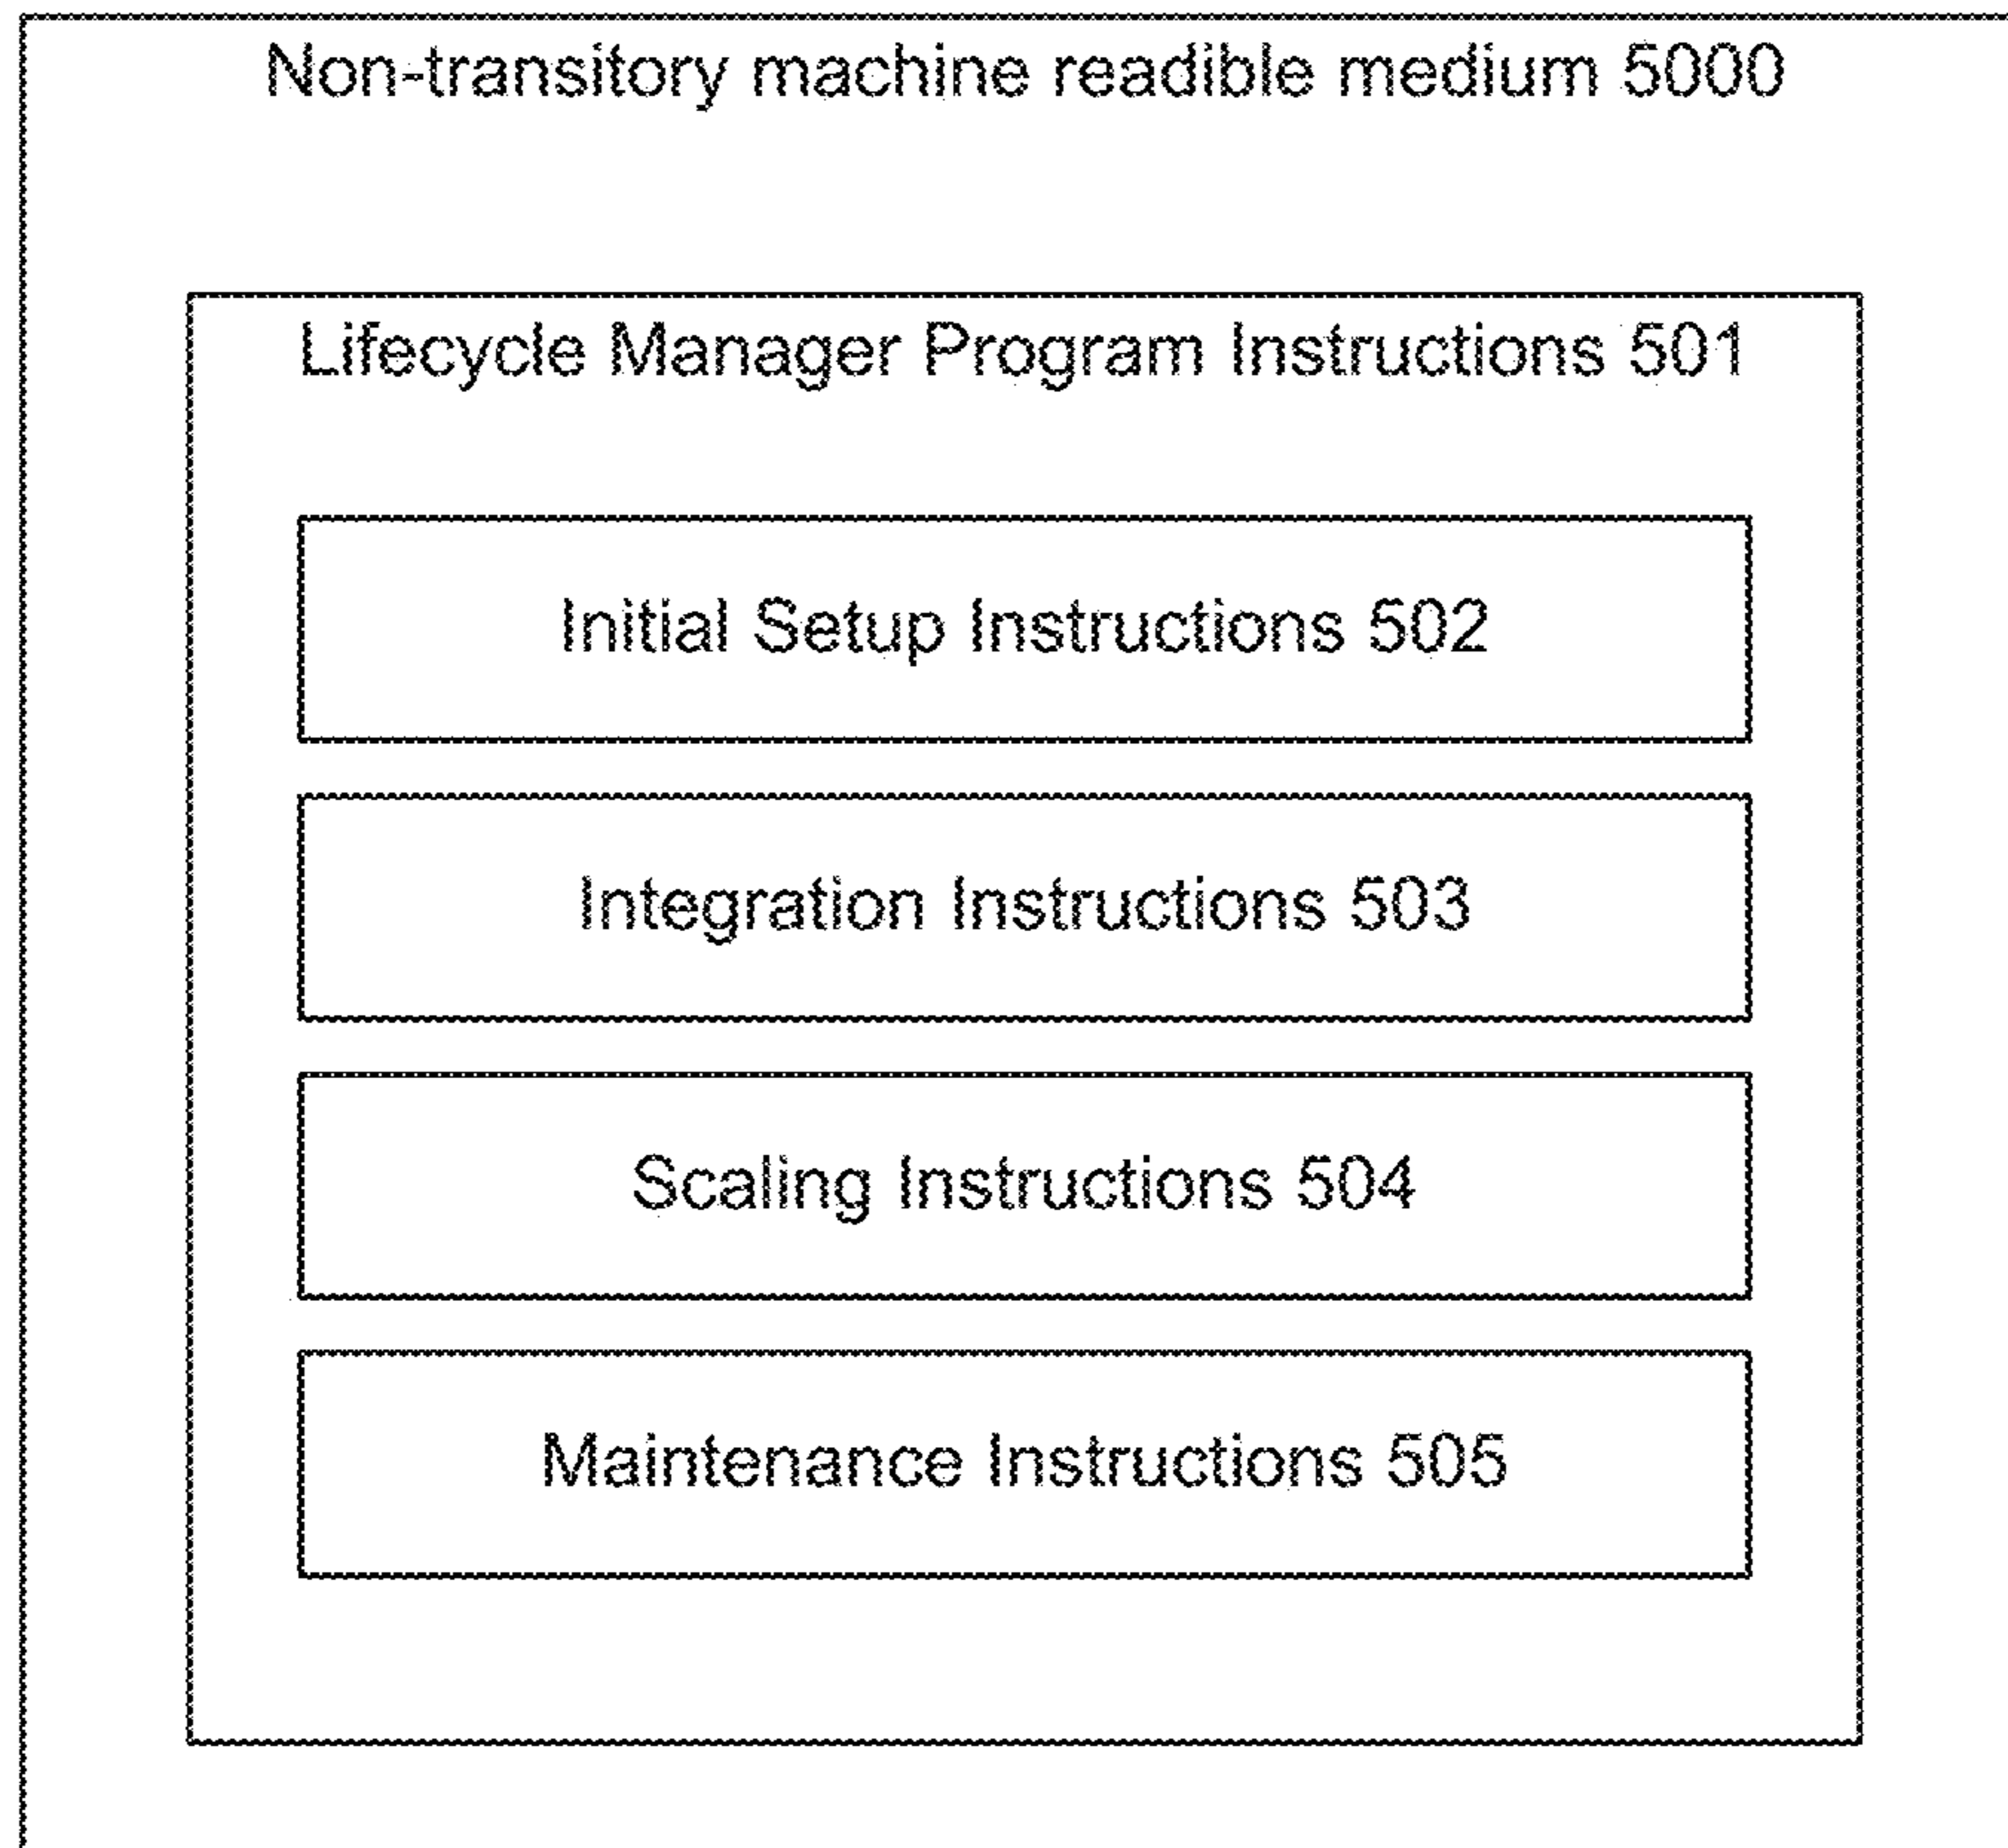 Non-transitory machine readible medium 5000
Lifecycle Manager Program Instructions 501
Initial Setup Instructions 502
Integration Instructions 503
Scaling Instructions 504
Maintenance Instructions 505